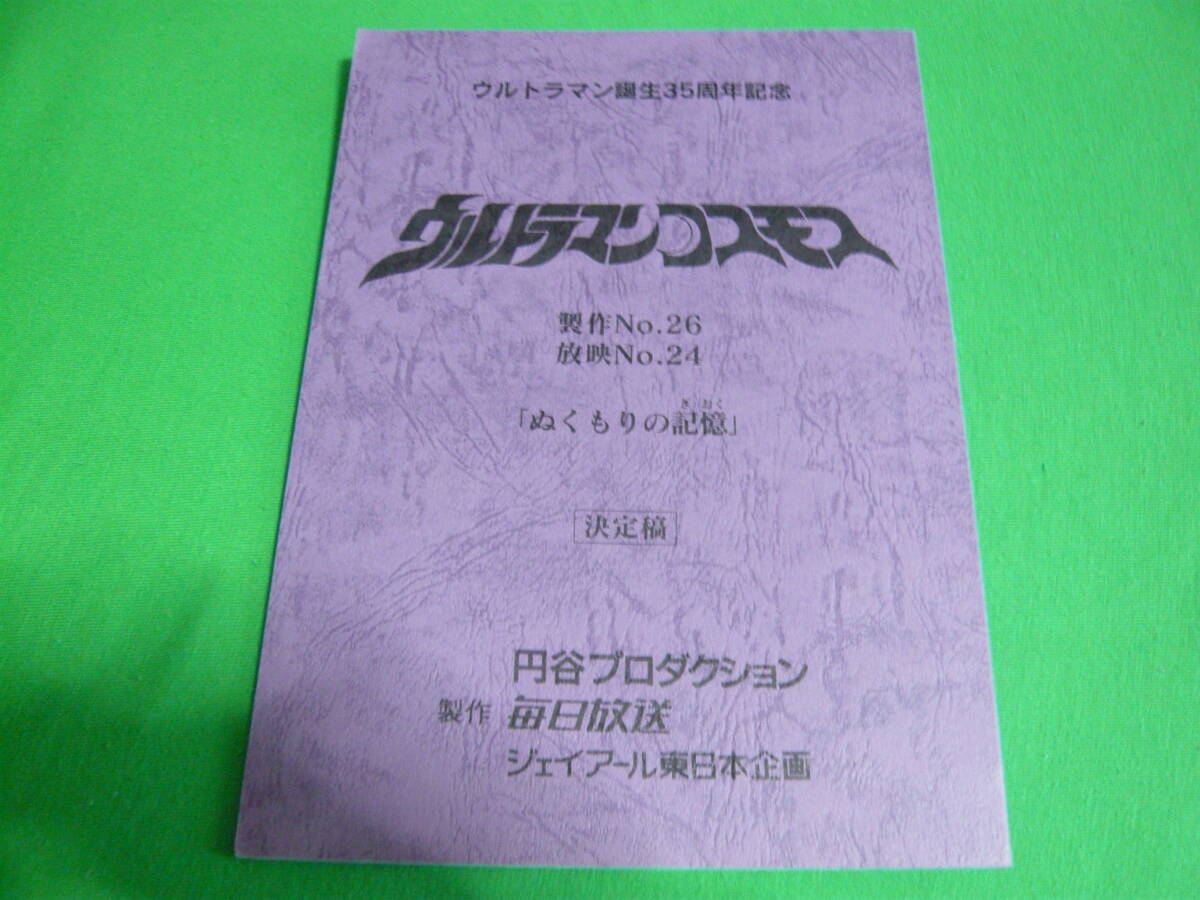 ウルトラマン誕生35周年記念
ウルトラマンコスモス
製作No.26
放映No.24
「ぬくもりの記憶」
きおく
決定稿
円谷プロダクション
製作 毎日放送
ジェイアール東日本企画